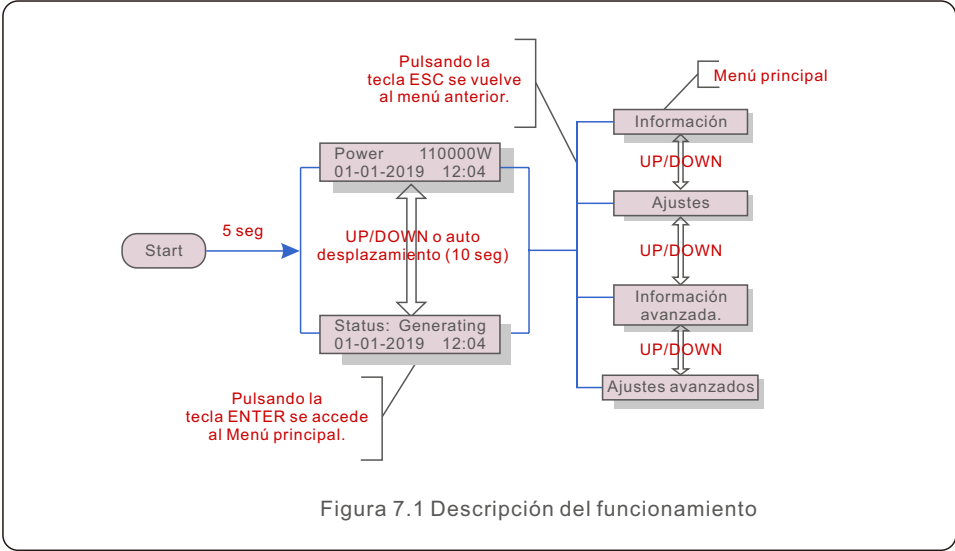 Pulsando la
tecla ESC se vuelve
al menú anterior.
Menú principal
Información
UP/DOWN
Ajustes
UP/DOWN
Información
avanzada.
UP/DOWN
Ajustes avanzados
Power 110000W
01-01-2019 12:04
Start
5 seg
UP/DOWN o auto
desplazamiento (10 seg)
Status: Generating
01-01-2019 12:04
Pulsando la
tecla ENTER se accede
al Menú principal.
Figura 7.1 Descripción del funcionamiento